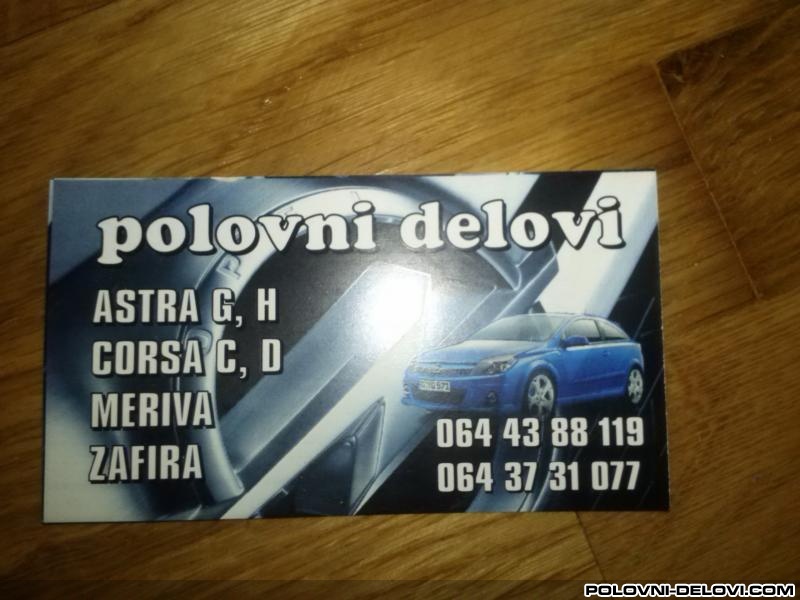 polovni delovi
ASTRA G, H
CORSA C, D
MERIVA
ZAFIRA
064 43 88 119
064 37 31 077
POLOVNI-DELOVI.COM